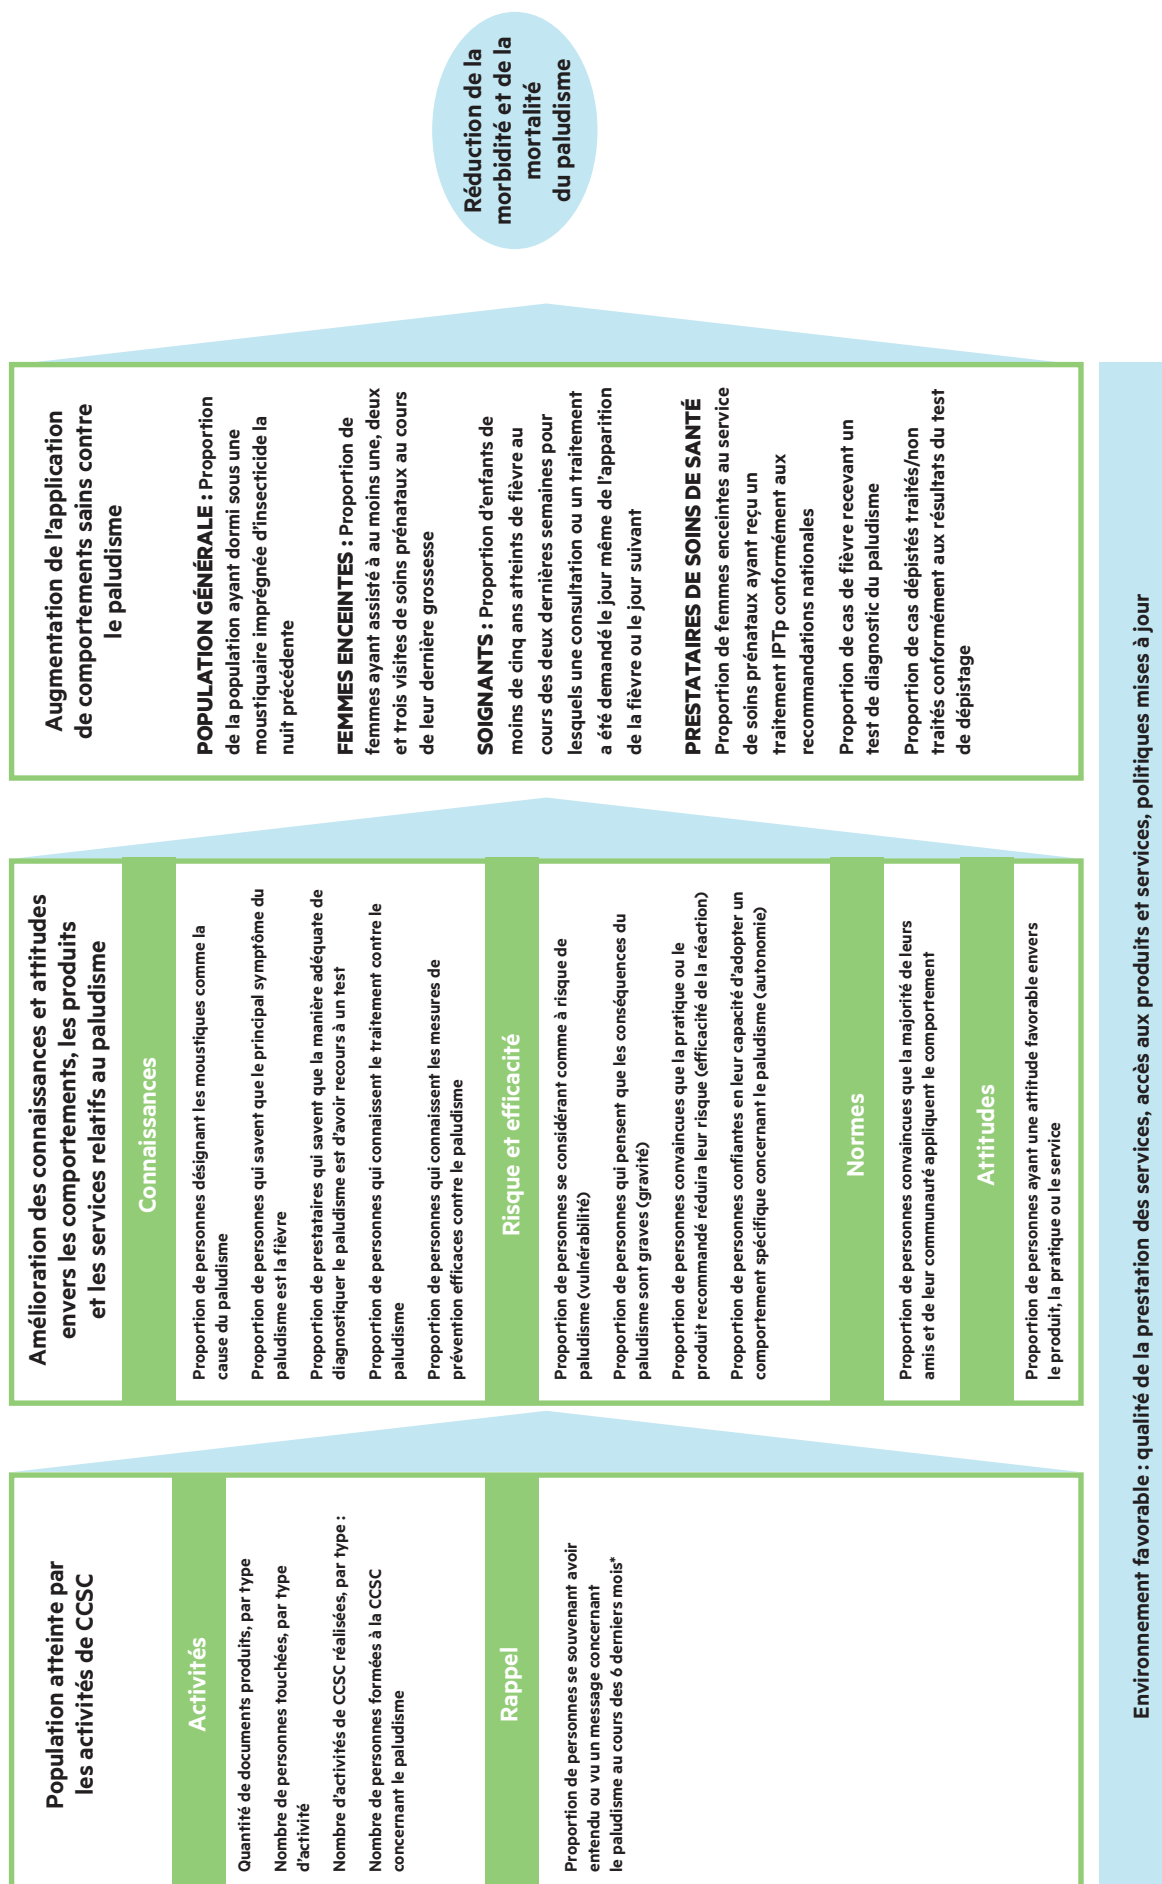 Population atteinte par
les activités de CCSC
Activités
Quantité de documents produits, par type
Nombre de personnes touchées, par type
d'activité
Nombre d'activités de CCSC réalisées, par type :
Nombre de personnes formées à la CCSC
concernant le paludisme
Rappel
Proportion de personnes se souvenant avoir
entendu ou vu un message concernant
le paludisme au cours des 6 derniers mois*
Amélioration des connaissances et attitudes
envers les comportements, les produits
et les services relatifs au paludisme
Connaissances
Proportion de personnes désignant les moustiques comme la
cause du paludisme
Proportion de personnes qui savent que le principal symptôme du
paludisme est la fièvre
Proportion de prestataires qui savent que la manière adéquate de
diagnostiquer le paludisme est d'avoir recours à un test
Proportion de personnes qui connaissent le traitement contre le
paludisme
Proportion de personnes qui connaissent les mesures de
prévention efficaces contre le paludisme
Risque et efficacité
Proportion de personnes se considérant comme à risque de
paludisme (vulnérabilité)
Proportion de personnes qui pensent que les conséquences du
paludisme sont graves (gravité)
Proportion de personnes convaincues que la pratique ou le
produit recommandé réduira leur risque (efficacité de la réaction)
Proportion de personnes confiantes en leur capacité d'adopter un
comportement spécifique concernant le paludisme (autonomie)
Normes
Proportion de personnes convaincues que la majorité de leurs
amis et de leur communauté appliquent le comportement
Attitudes
Proportion de personnes ayant une attitude favorable envers
le produit, la pratique ou le service
Augmentation de l'application
de comportements sains contre
le paludisme
POPULATION GÉNÉRALE : Proportion
de la population ayant dormi sous une
moustiquaire imprégnée d'insecticide la
nuit précédente
FEMMES ENCEINTES : Proportion de
femmes ayant assisté à au moins une, deux
et trois visites de soins prénataux au cours
de leur dernière grossesse
SOIGNANTS : Proportion d'enfants de
moins de cinq ans atteints de fièvre au
cours des deux dernières semaines pour
lesquels une consultation ou un traitement
a été demandé le jour même de l'apparition
de la fièvre ou le jour suivant
PRESTATAIRES DE SOINS DE SANTÉ
Proportion de femmes enceintes au service
de soins prénataux ayant reçu un
traitement IPTp conformément aux
recommandations nationales
Proportion de cas de fièvre recevant un
test de diagnostic du paludisme
Proportion de cas dépistés traités/non
traités conformément aux résultats du test
de dépistage
Réduction de la
morbidité et de la
mortalité
du paludisme
Environnement favorable : qualité de la prestation des services, accès aux produits et services, politiques mises à jour